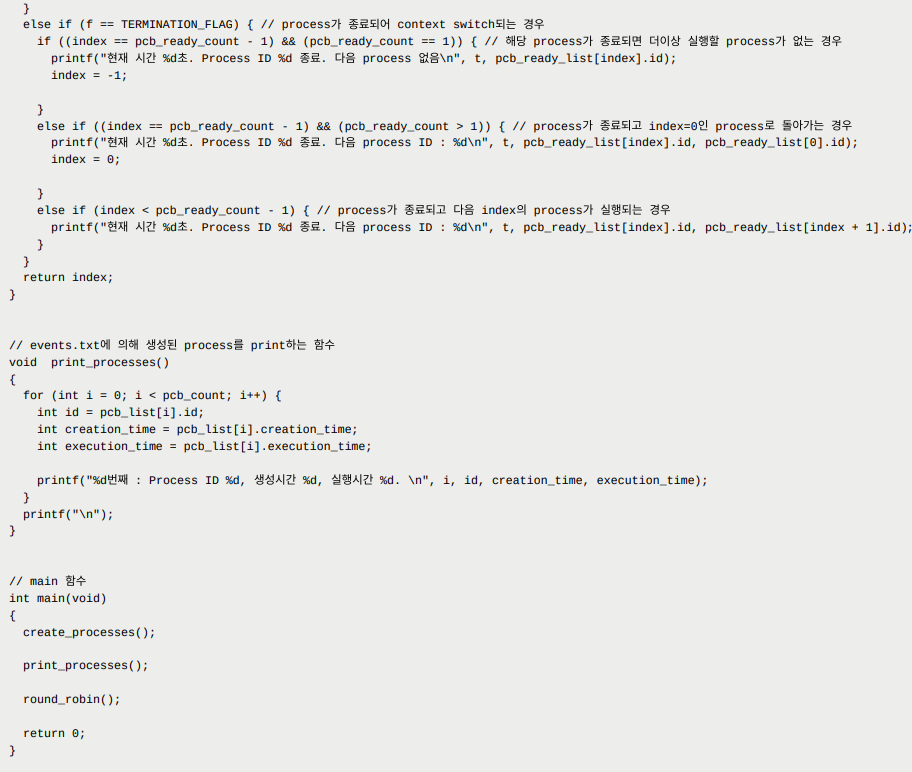 }
else if (f == TERMINATION_FLAG) { // process가 종료되어 context switch되는 경우
if ((index == pcb_ready_count - 1) && (pcb_ready_count == 1)) { // 해당 process가 종료되면 더이상 실행할 process가 없는 경우
printf("현재 시간 %d초. Process ID %d 종료. 다음 process 없음\n", t, pcb_ready_list[index].id);
index = -1;
}
else if ((index == pcb_ready_count - 1) && (pcb_ready_count > 1)) { // process가 종료되고 index=0인 process로 돌아가는 경우
printf("현재 시간 %d초. Process ID %d 종료. 다음 process ID : %d\n", t, pcb_ready_list[index].id, pcb_ready_list[0].id);
index = 0;
}
else if (index < pcb_ready_count - 1) { // process가 종료되고 다음 index의 process가 실행되는 경우
printf("현재 시간 %d초. Process ID %d 종료. 다음 process ID : %d\n", t, pcb_ready_list[index].id, pcb_ready_list[index + 1].id);
}
}
return index;
}
// events.txt에 의해 생성된 process를 print하는 함수
void  print_processes()
{
for (int i = 0; i < pcb_count; i++) {
int id = pcb_list[i].id;
int creation_time = pcb_list[i].creation_time;
int execution_time = pcb_list[i].execution_time;
printf("%d번째 : Process ID %d, 생성시간 %d, 실행시간 %d. \n", i, id, creation_time, execution_time);
}
printf("\n");
}
// main 함수
int main(void)
{
create_processes();
print_processes();
round_robin();
return 0;
}